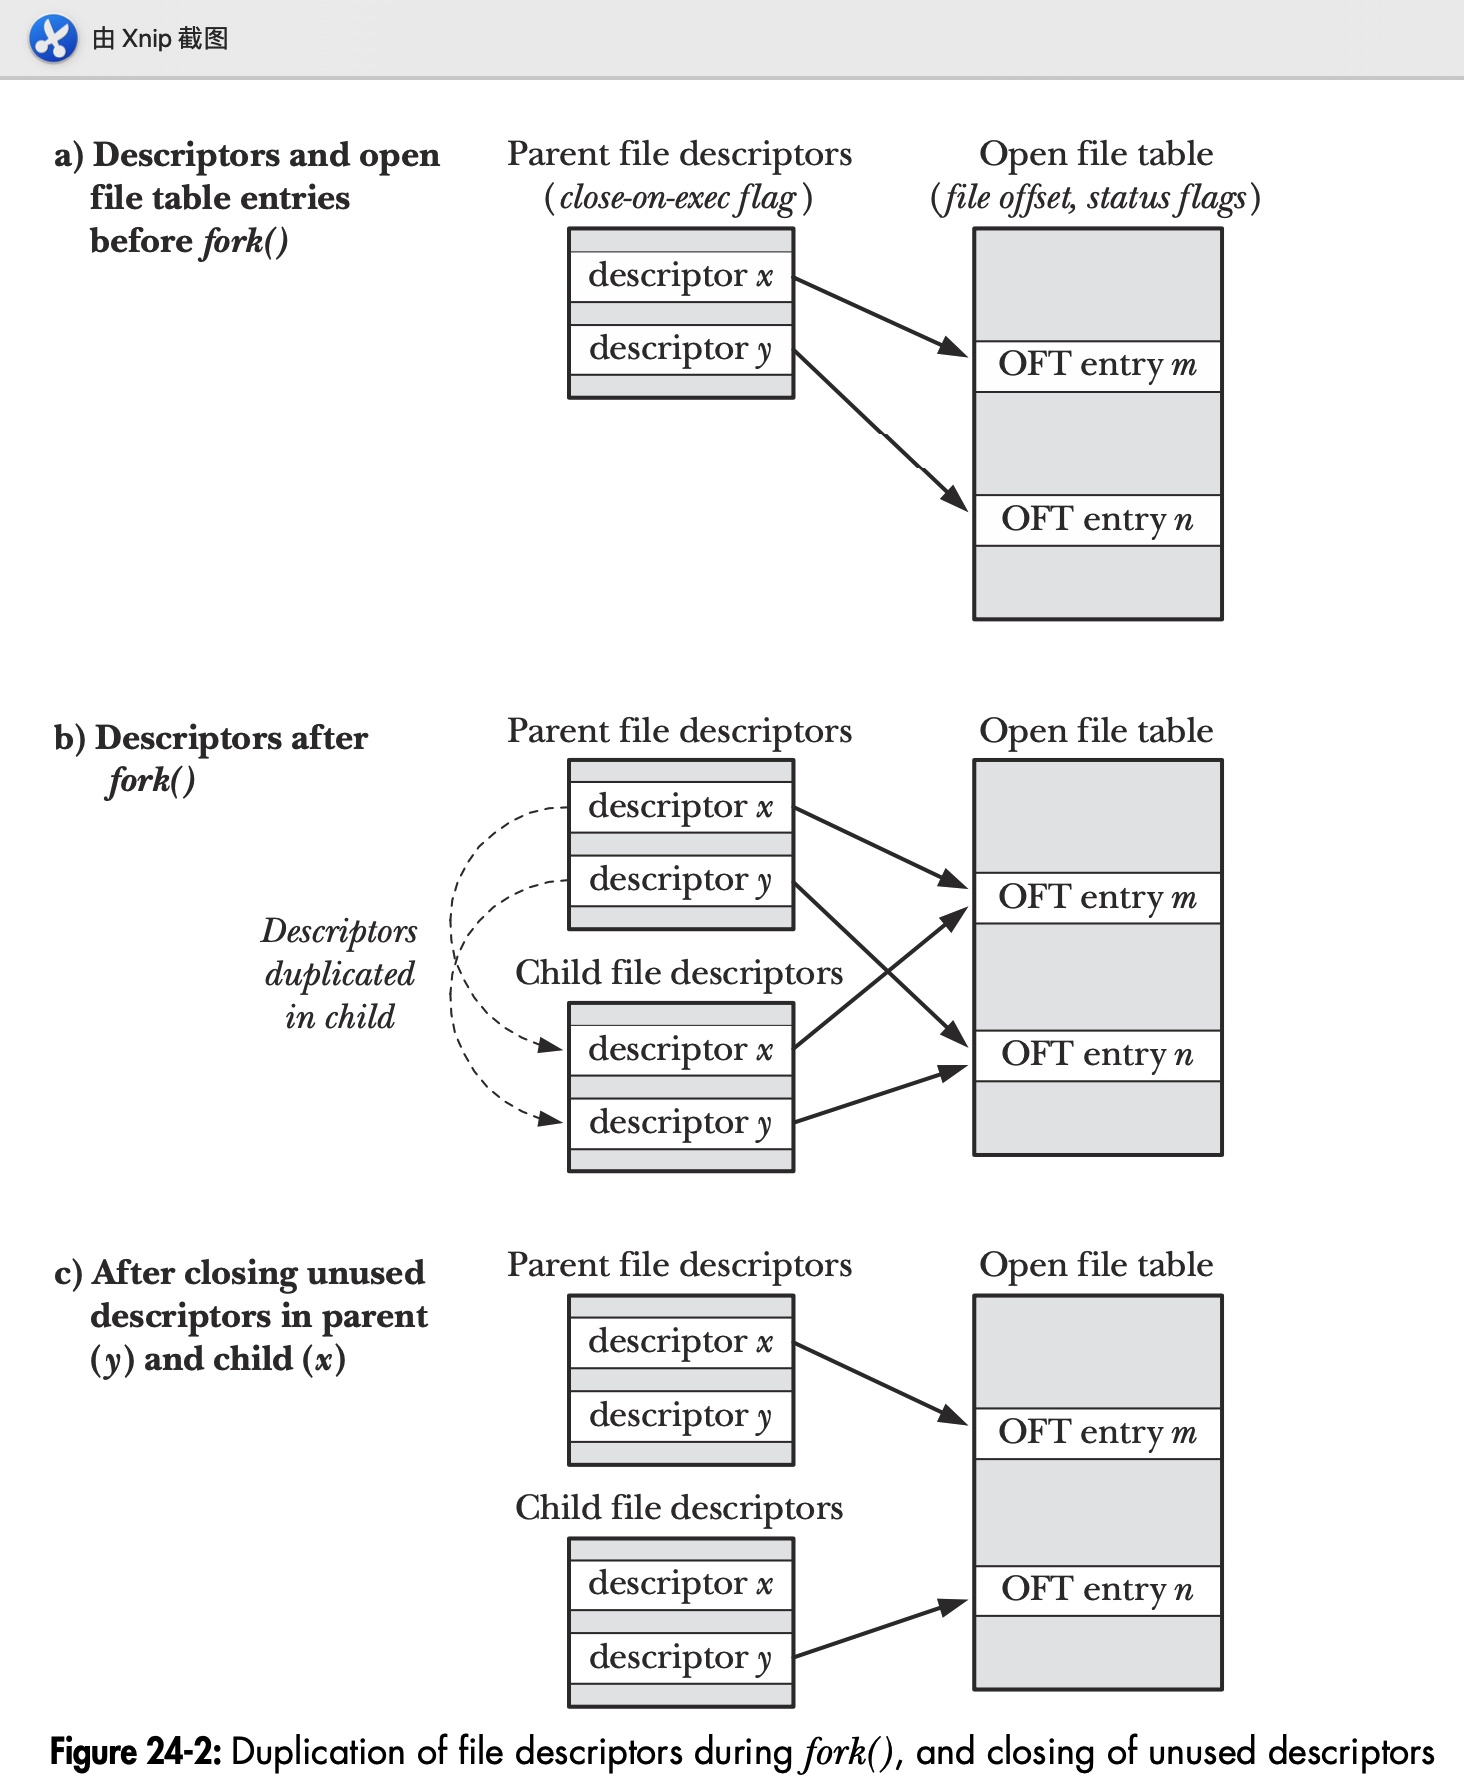 由 Xnip 截图
a) Descriptors and open
file table entries
before fork()
Parent file descriptors
(close-on-exec flag)
Open file table
(file offset, status flags)
descriptor x
descriptor y
OFT entry m
OFT entry n
b) Descriptors after
fork()
Parent file descriptors
Open file table
descriptor x
descriptor y
Descriptors
duplicated
in child
Child file descriptors
descriptor x
descriptor y
OFT entry m
OFT entry n
c) After closing unused
descriptors in parent
(y) and child (x)
Parent file descriptors
Open file table
descriptor x
descriptor y
Child file descriptors
descriptor x
descriptor y
OFT entry m
OFT entry n
Figure 24-2: Duplication of file descriptors during fork(), and closing of unused descriptors